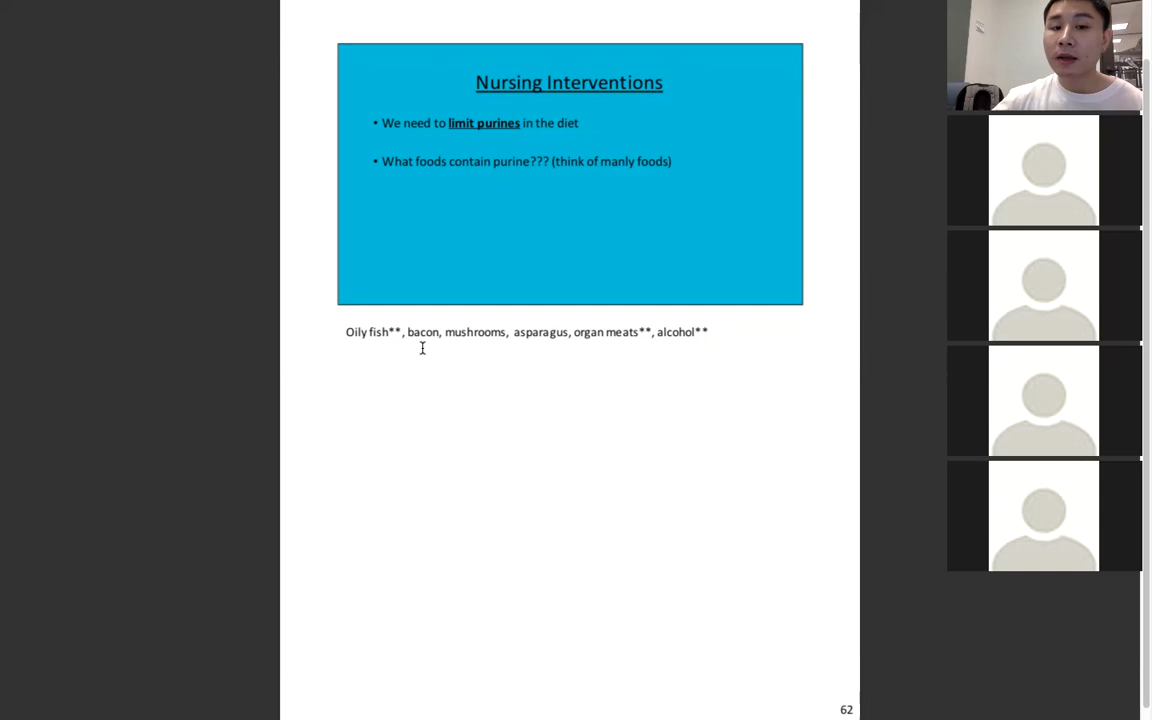 Nursing Interventions
• We need to limit purines in the diet
• What foods contain purine??? (think of manly foods)
Oily fish**, bacon, mushrooms, asparagus, organ meats**, alcohol**
62